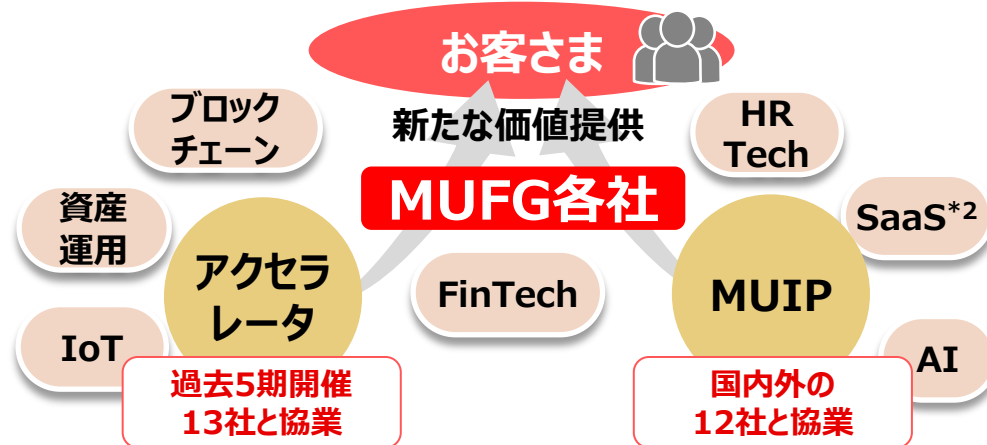 お客さま
新たな価値提供
MUFG各社
ブロック
チェーン
資産
運用
IoT
アクセラ
レータ
過去5期開催
13社と協業
FinTech
HR
Tech
SaaS*2
MUIP
AI
国内外の
12社と協業